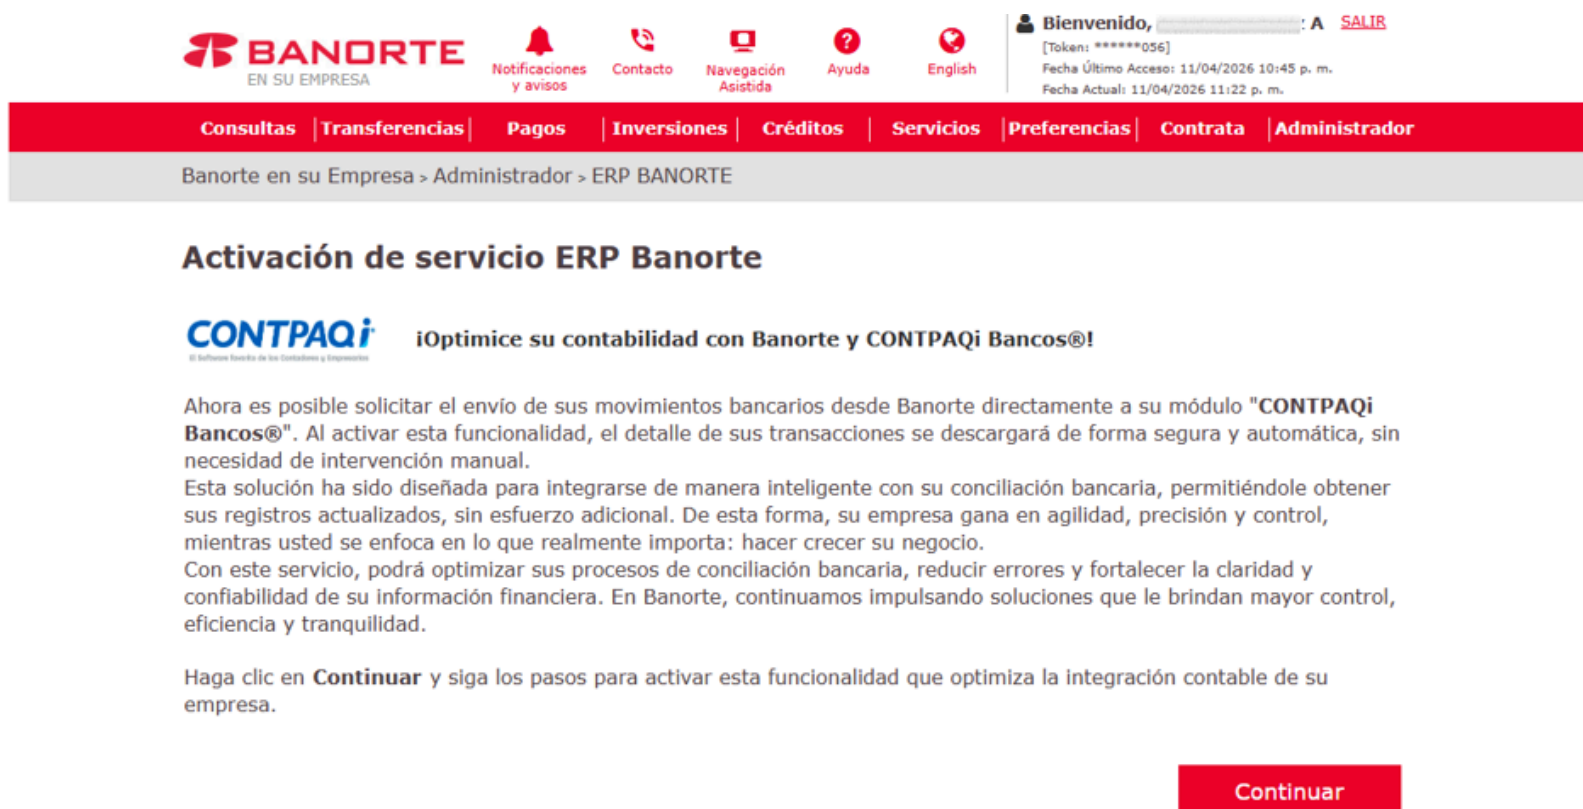 BANORTE
EN SU EMPRESA
Notificaciones
y avisos
Contacto
Navegación
Asistida
Ayuda
English
Bienvenido, : A SALIR
[Token: ******056]
Fecha Último Acceso: 11/04/2026 10:45 p. m.
Fecha Actual: 11/04/2026 11:22 p. m.
Consultas | Transferencias | Pagos | Inversiones | Créditos | Servicios | Preferencias | Contrata | Administrador
Banorte en su Empresa > Administrador > ERP BANORTE
Activación de servicio ERP Banorte
CONTPAQi
El Software Favorito de los Contadores y Empresarios
¡Optimice su contabilidad con Banorte y CONTPAQi Bancos®!
Ahora es posible solicitar el envío de sus movimientos bancarios desde Banorte directamente a su módulo "CONTPAQi
Bancos®". Al activar esta funcionalidad, el detalle de sus transacciones se descargará de forma segura y automática, sin
necesidad de intervención manual.
Esta solución ha sido diseñada para integrarse de manera inteligente con su conciliación bancaria, permitiéndole obtener
sus registros actualizados, sin esfuerzo adicional. De esta forma, su empresa gana en agilidad, precisión y control,
mientras usted se enfoca en lo que realmente importa: hacer crecer su negocio.
Con este servicio, podrá optimizar sus procesos de conciliación bancaria, reducir errores y fortalecer la claridad y
confiabilidad de su información financiera. En Banorte, continuamos impulsando soluciones que le brindan mayor control,
eficiencia y tranquilidad.
Haga clic en Continuar y siga los pasos para activar esta funcionalidad que optimiza la integración contable de su
empresa.
Continuar